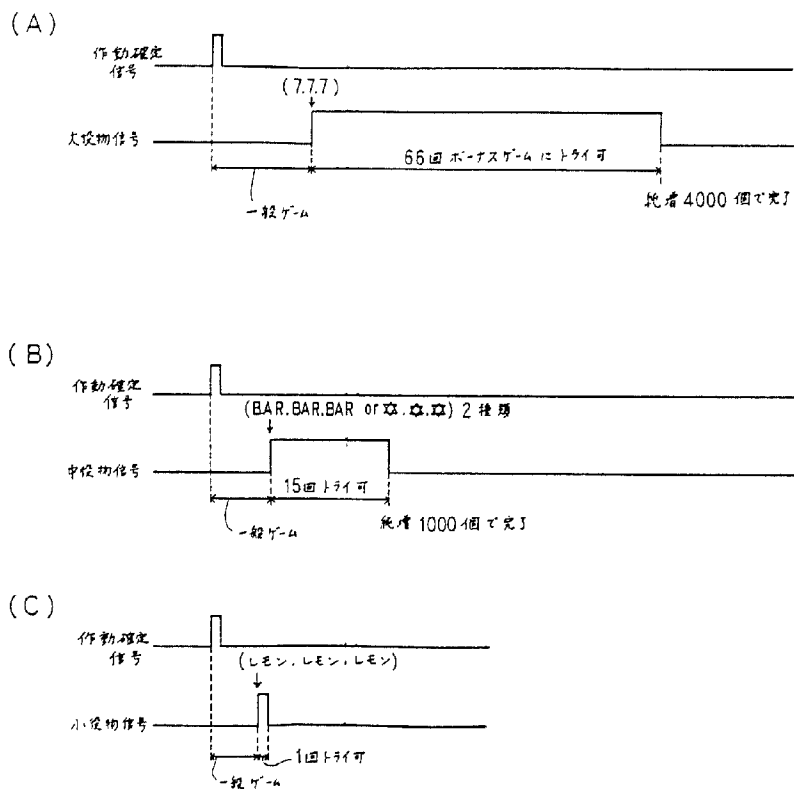 (A)
作動確定
信号
(7.7.7)
大役物信号
66回 ボーナスゲームにトライ可
一般ゲーム
純増4000個で完了
(B)
作動確定
信号
(BAR.BAR.BAR or ✡.✡.✡) 2種類
中役物信号
15回トライ可
一般ゲーム
純増1000個で完了
(C)
作動確定
信号
(レモン.レモン.レモン)
小役物信号
1回トライ可
一般ゲーム